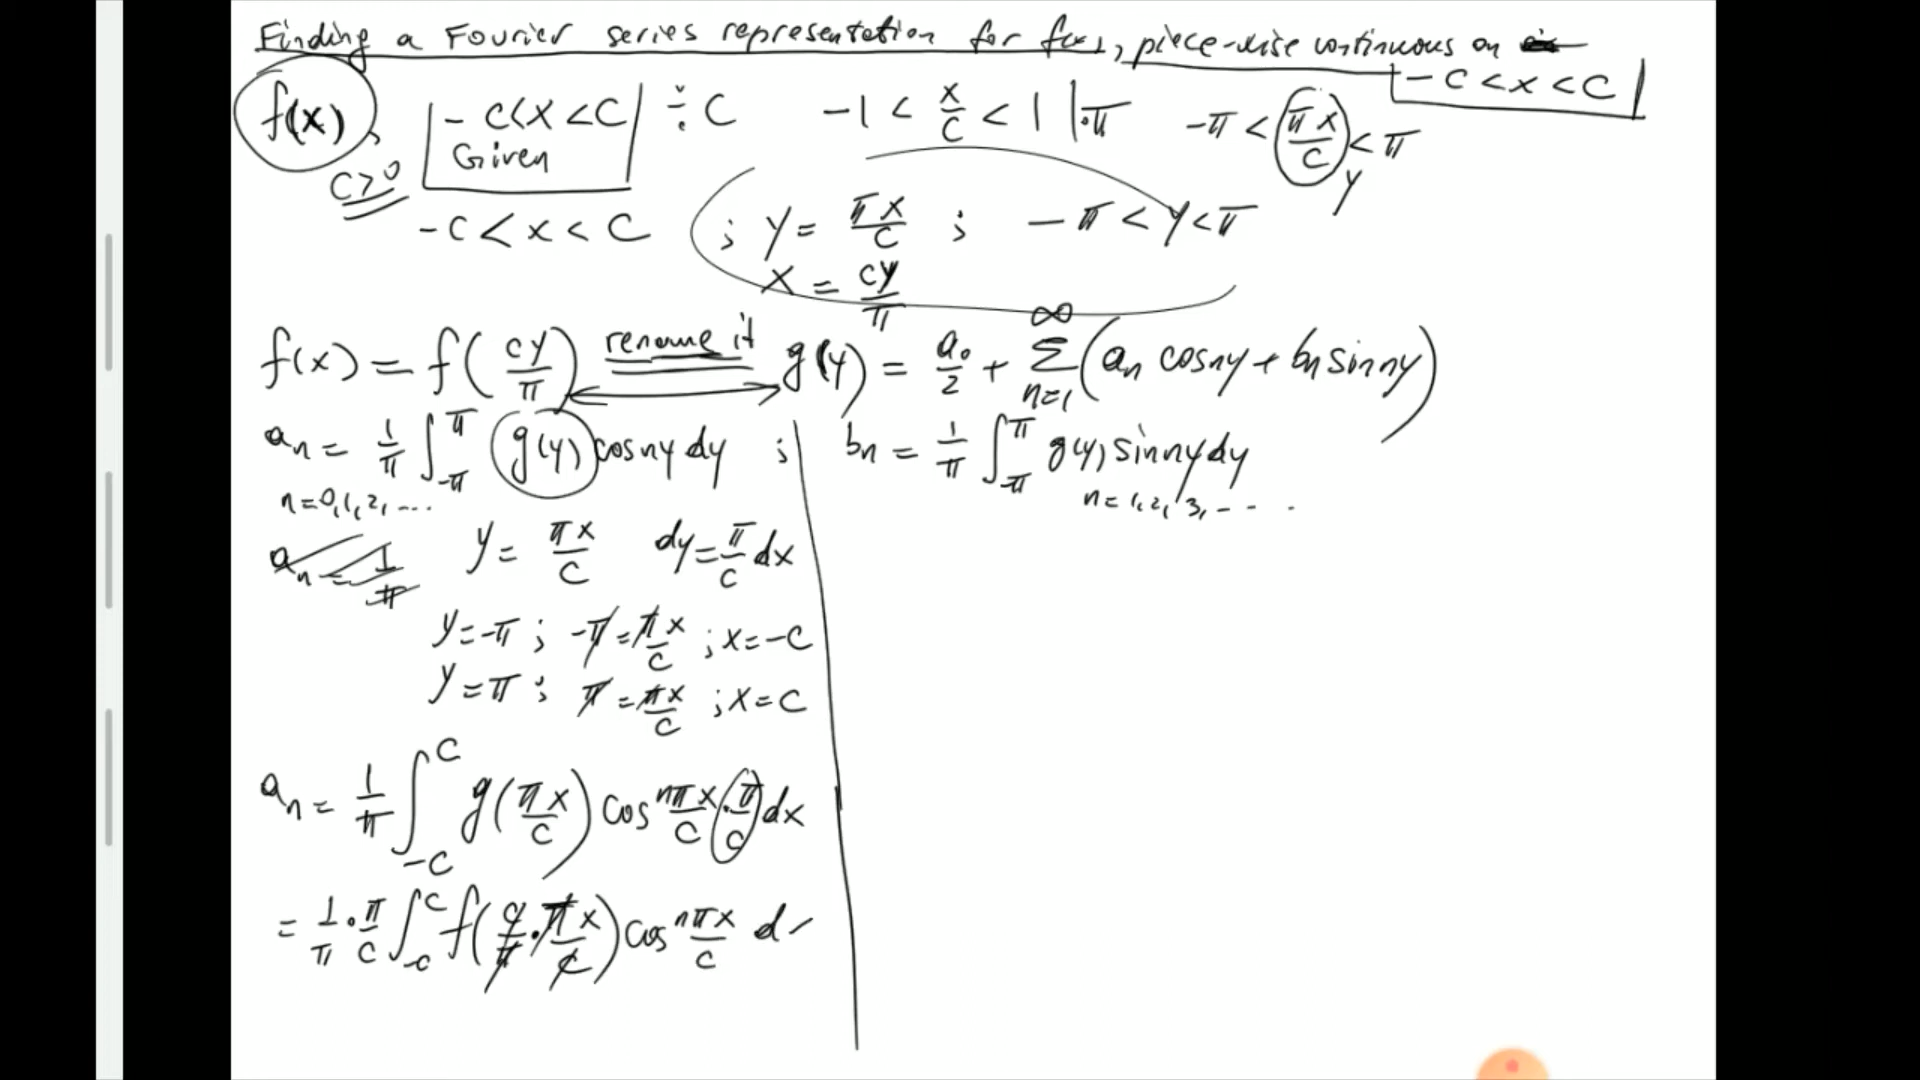 Finding a Fourier series representation for f(x), piece-wise continuous on
-c < x < c
f(x), -c < x < c ÷ c -1 < x/c < 1 | ·π -π < πx/c < π
Given
c > 0 y
-c < x < c ; y = πx/c ; -π < y < π
x = cy/π
f(x) = f(cy/π) rename it g(y) = a₀/2 + ∑_{n=1}^{∞} (aₙ cos ny + bₙ sin ny)
aₙ = 1/π ∫_{-π}^{π} g(y) cos ny dy ; bₙ = 1/π ∫_{-π}^{π} g(y) sin ny dy
n = 0, 1, 2, ... n = 1, 2, 3, ...
aₙ = 1/π y = πx/c dy = π/c dx
y = -π ; -π = πx/c ; x = -c
y = π ; π = πx/c ; x = c
aₙ = 1/π ∫_{-c}^{c} g(πx/c) cos nπx/c · π/c dx
= 1/π · π/c ∫_{-c}^{c} f(c/π · πx/c) cos nπx/c d